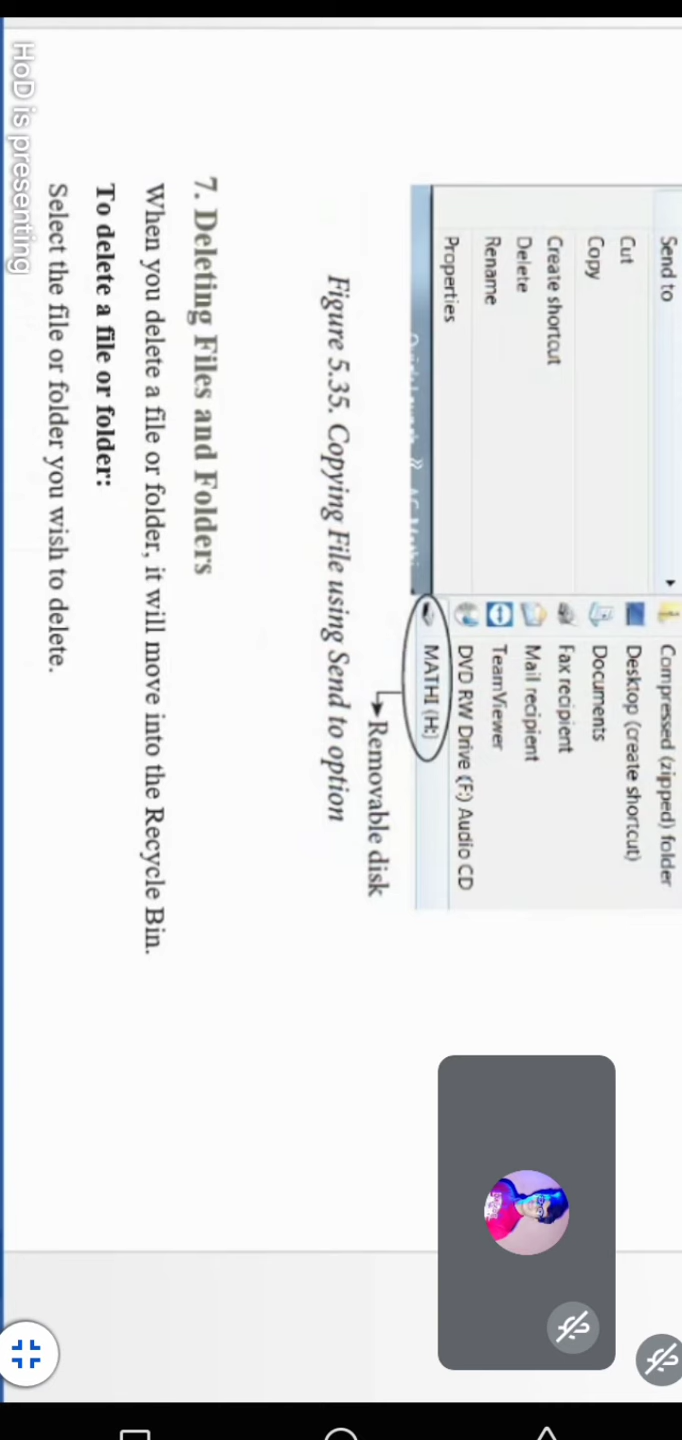 Send to
Cut
Copy
Create shortcut
Delete
Rename
Properties
Compressed (zipped) folder
Desktop (create shortcut)
Documents
Fax recipient
Mail recipient
TeamViewer
DVD RW Drive (F:) Audio CD
MATHI (H:)
Removable disk
Figure 5.35. Copying File using Send to option
7. Deleting Files and Folders
When you delete a file or folder, it will move into the Recycle Bin.
To delete a file or folder:
Select the file or folder you wish to delete.
HoD is presenting